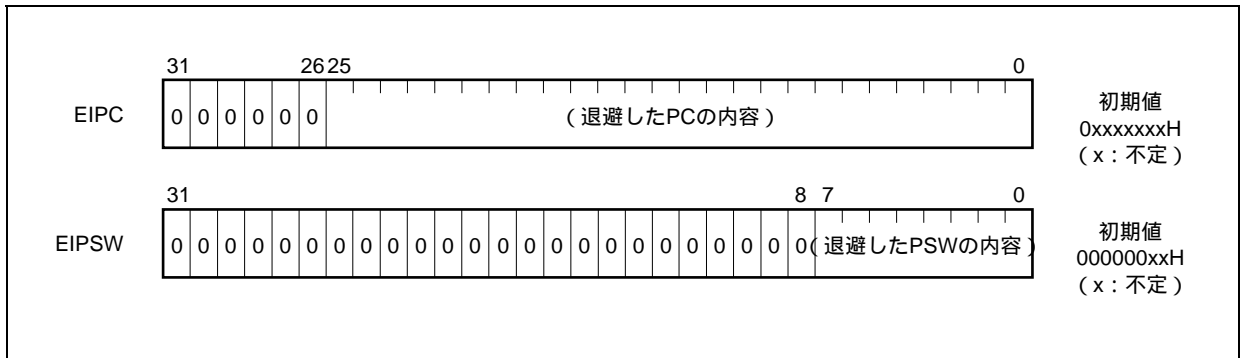 31 26 25 0
EIPC 0 0 0 0 0 0 （退避したPCの内容） 初期値
0xxxxxxxH
（x：不定）
31 8 7 0
EIPSW 0 0 0 0 0 0 0 0 0 0 0 0 0 0 0 0 0 0 0 0 0 0 0 0 （退避したPSWの内容） 初期値
000000xxH
（x：不定）